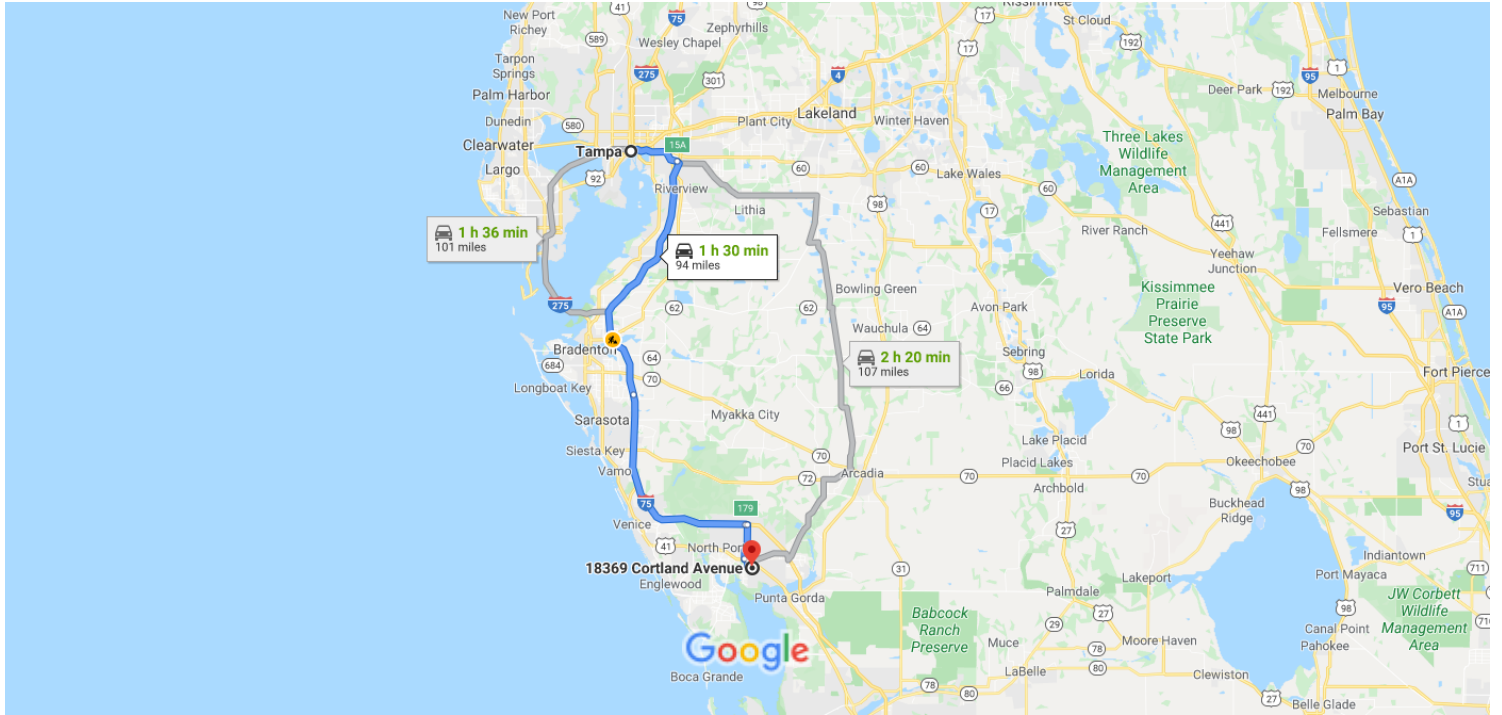 Kissimmee
41
75
New Port
Richey
Zephyrhills
17
St Cloud
589
Wesley Chapel
192
Tarpon
Springs
275
4
17
95
1
301
Deer Park
192
Melbourne
Palm Harbor
Lakeland
Palm Bay
Dunedin
580
Plant City
Winter Haven
Clearwater
15A
Three Lakes
Wildlife
Management
Area
Tampa
Largo
92
60
60
Lake Wales
A1A
Riverview
60
98
Lithia
17
441
Sebastian
1 h 36 min
101 miles
River Ranch
Fellsmere
1
1 h 30 min
94 miles
Yeehaw
Junction
Bowling Green
Kissimmee
Prairie
Preserve
State Park
Vero Beach
275
62
62
Avon Park
95
A1A
Wauchula
64
Bradenton
64
2 h 20 min
107 miles
Sebring
684
70
98
Lorida
Fort Pierce
Longboat Key
66
Myakka City
441
Sarasota
98
1
Lake Placid
70
Siesta Key
70
Placid Lakes
Port St. Lucie
Vamo
72
Arcadia
70
70
Okeechobee
Archbold
98
Stua
75
179
Buckhead
Ridge
Venice
27
95
41
North Port
Indiantown
18369 Cortland Avenue
31
Lakeport
Port Mayaca
711
Englewood
Punta Gorda
Palmdale
98
JW Corbett
Wildlife
Management
Area
Babcock
Ranch
Preserve
27
29
710
Muce
Moore Haven
Canal Point
Google
78
Pahokee
LaBelle
80
Boca Grande
Clewiston
78
80
27
Belle Glade